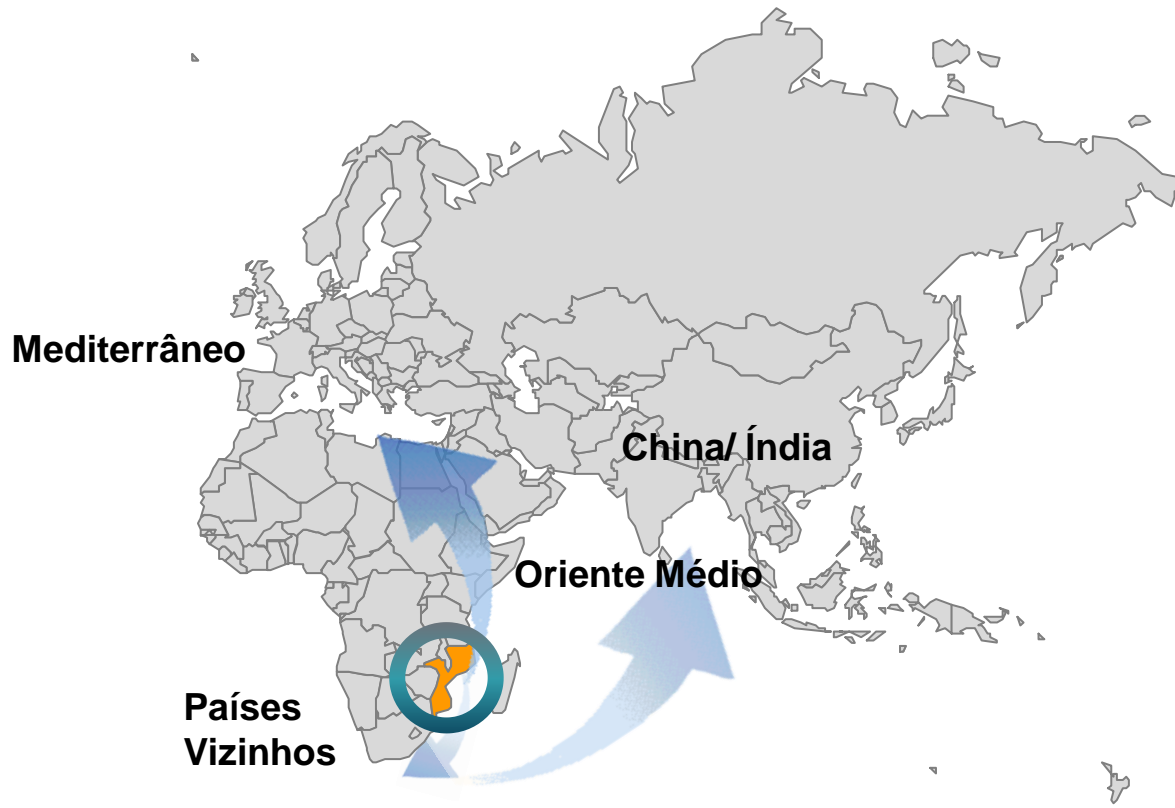 Mediterrâneo
China/ Índia
Oriente Médio
Países
Vizinhos